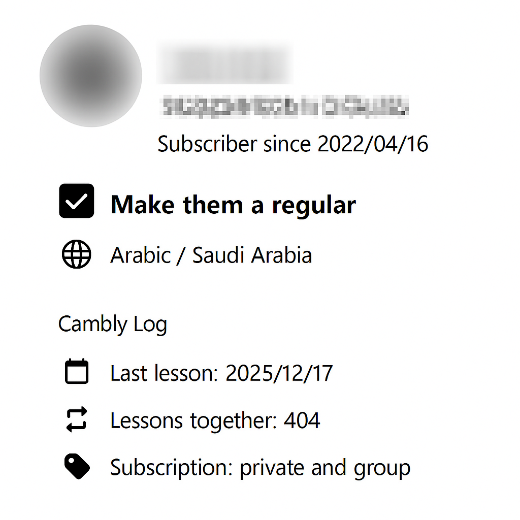 Subscriber since 2022/04/16
Make them a regular
Arabic / Saudi Arabia
Cambly Log
Last lesson: 2025/12/17
Lessons together: 404
Subscription: private and group